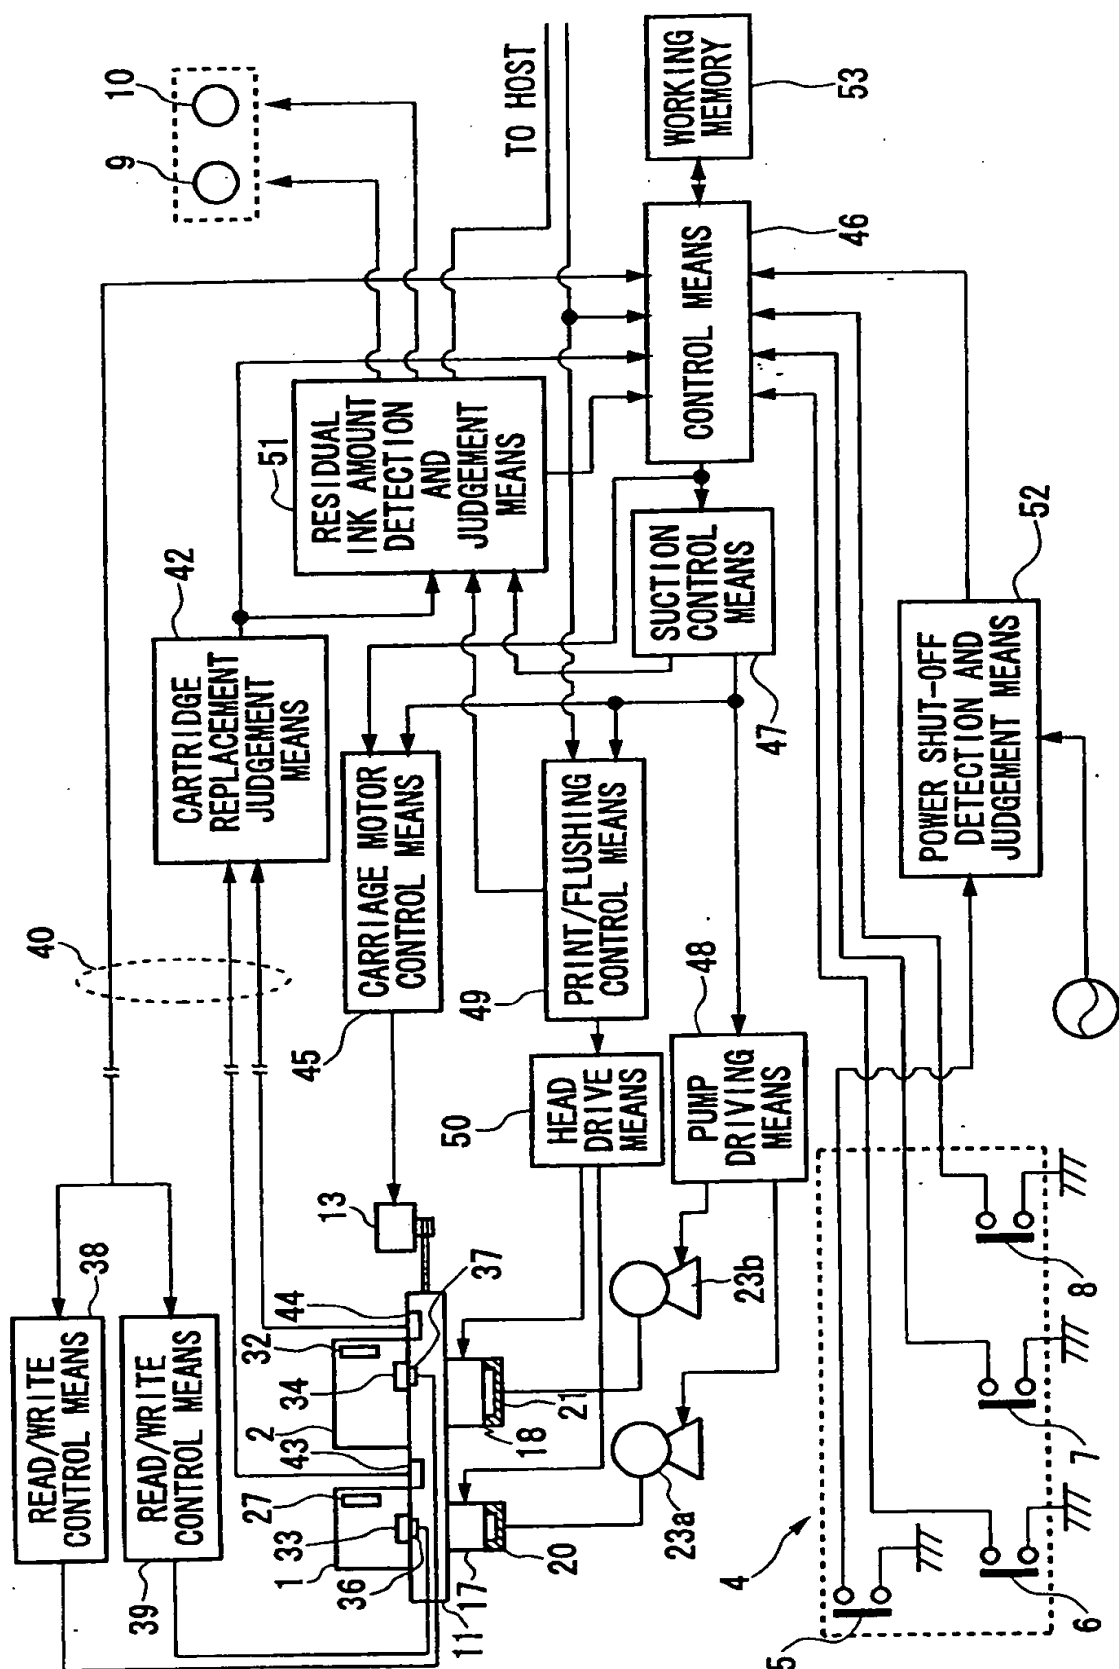 READ/WRITE
CONTROL MEANS
38
READ/WRITE
CONTROL MEANS
39
40
CARTRIDGE
REPLACEMENT
JUDGEMENT
MEANS
42
RESIDUAL
INK AMOUNT
DETECTION
AND
JUDGEMENT
MEANS
51
9
10
TO HOST
1
33
27
36
43
2
34
32
44
37
11
13
CARRIAGE MOTOR
CONTROL MEANS
45
17
20
18
21
HEAD
DRIVE
MEANS
50
PRINT/FLUSHING
CONTROL MEANS
49
SUCTION
CONTROL
MEANS
47
CONTROL MEANS
46
WORKING
MEMORY
53
23a
23b
PUMP
DRIVING
MEANS
48
4
5
6
7
8
POWER SHUT-OFF
DETECTION AND
JUDGEMENT MEANS
52